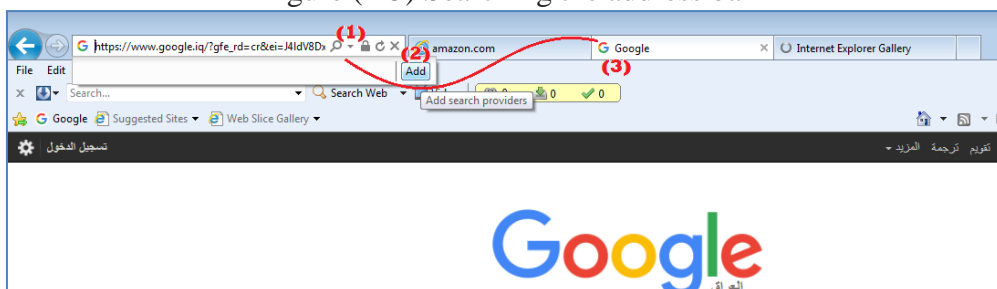 (1)
https://www.google.iq/?gfe_rd=cr&ei=J4IdV8Dx
amazon.com
Google
Internet Explorer Gallery
(2)
(3)
File Edit
Add
Search...
Search Web
Add search providers
0
0
Google Suggested Sites Web Slice Gallery
تسجيل الدخول
تقويم ترجمة المزيد
Google
العراق